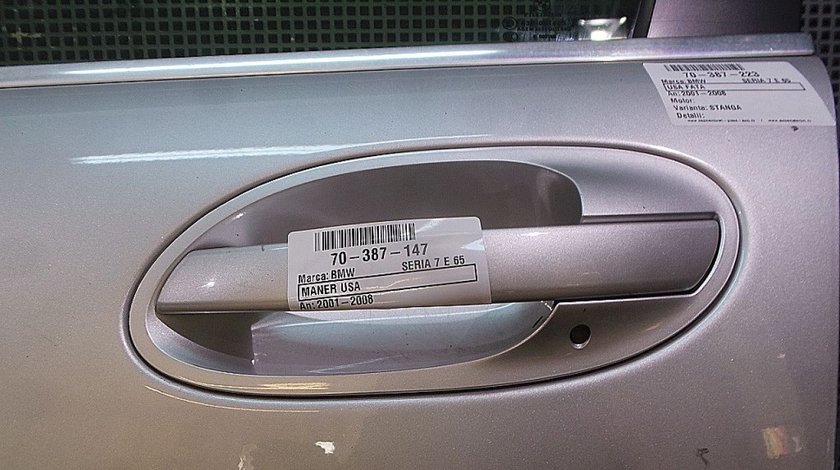 70-387-223
Marca: BMW SERIA 7 E 65
USA FATA
An: 2001-2008
Motor:
Varianta: STANGA
Detalii:
70-387-147
Marca: BMW SERIA 7 E 65
MANER USA
An: 2001-2008